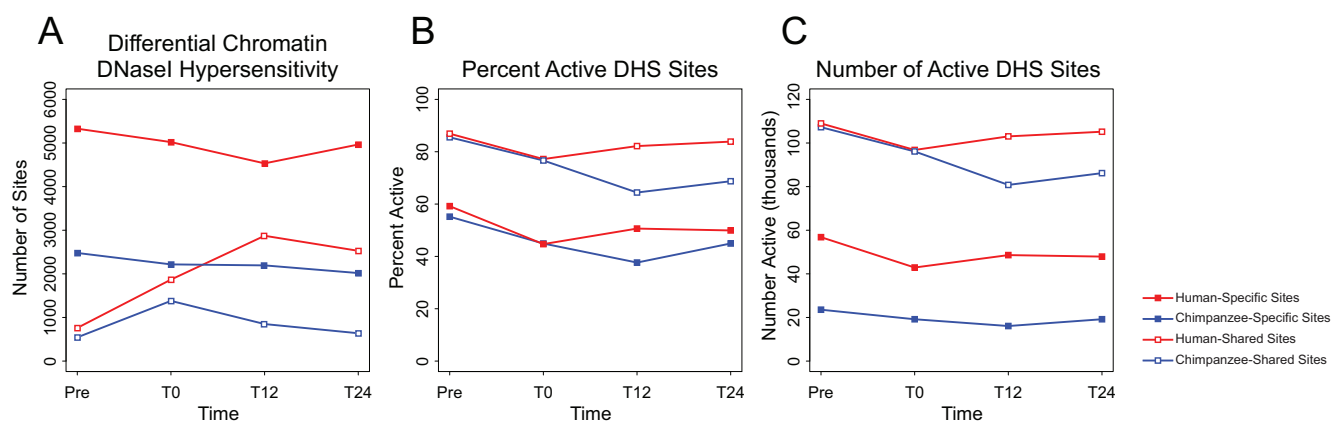 A
Differential Chromatin
DNaseI Hypersensitivity
Number of Sites
0
1000
2000
3000
4000
5000
6000
Pre
T0
T12
T24
Time
B
Percent Active DHS Sites
Percent Active
0
20
40
60
80
100
Pre
T0
T12
T24
Time
C
Number of Active DHS Sites
Number Active (thousands)
0
20
40
60
80
100
120
Pre
T0
T12
T24
Time
Human-Specific Sites
Chimpanzee-Specific Sites
Human-Shared Sites
Chimpanzee-Shared Sites